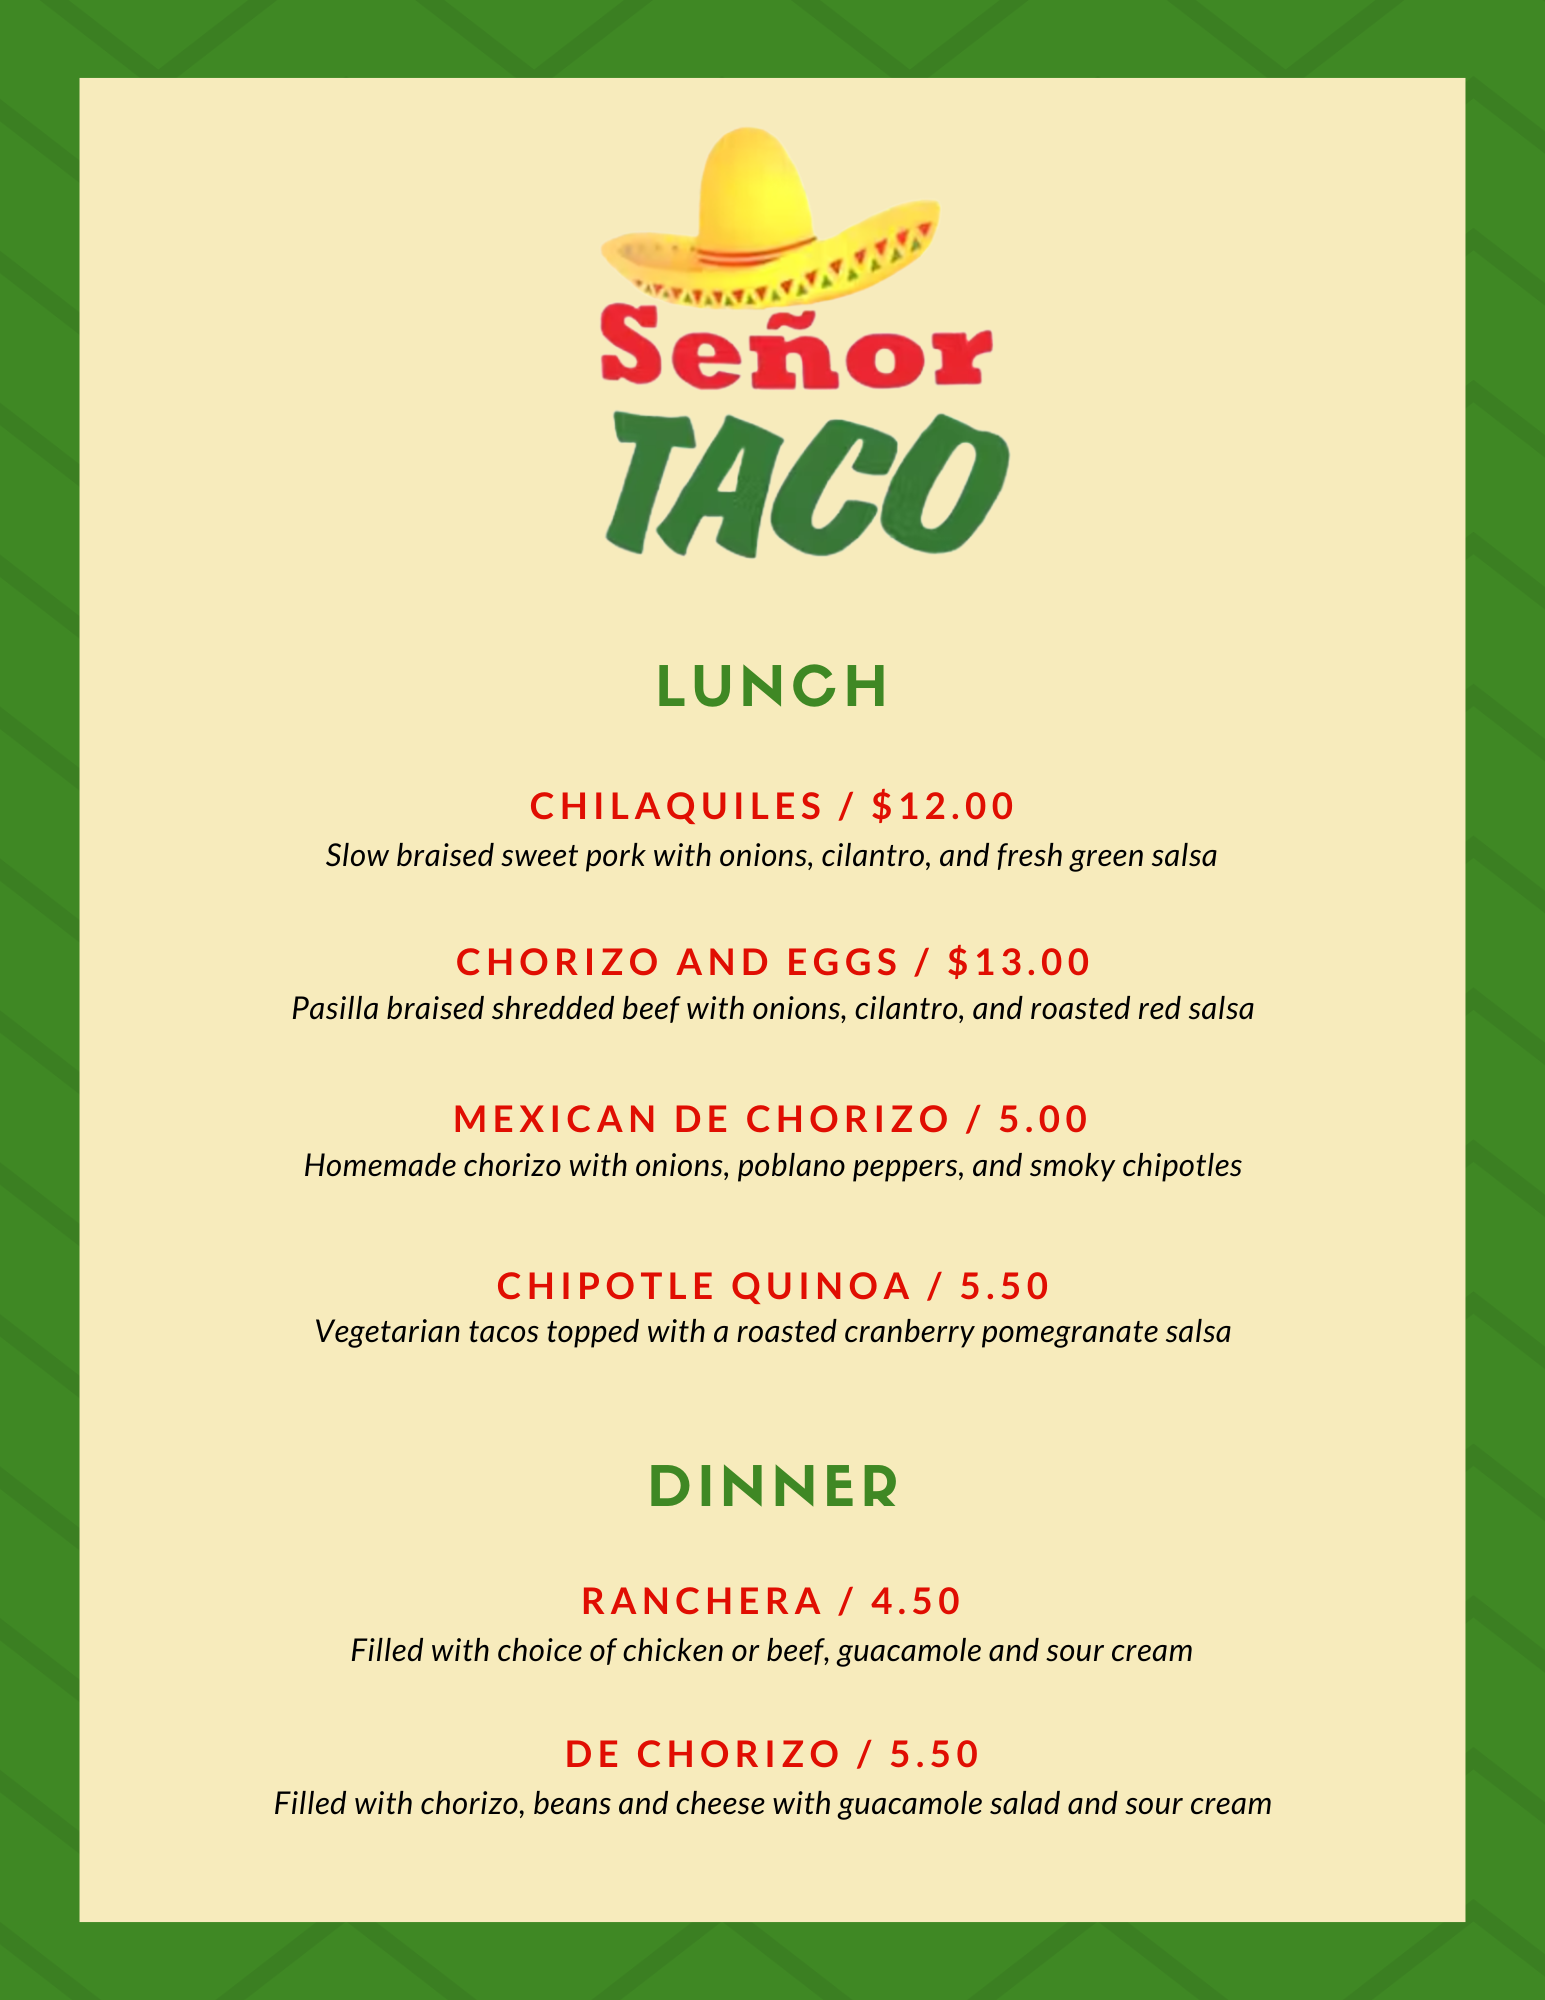 Señor
TACO
LUNCH
CHILAQUILES / $12.00
Slow braised sweet pork with onions, cilantro, and fresh green salsa
CHORIZO AND EGGS / $13.00
Pasilla braised shredded beef with onions, cilantro, and roasted red salsa
MEXICAN DE CHORIZO / 5.00
Homemade chorizo with onions, poblano peppers, and smoky chipotles
CHIPOTLE QUINOA / 5.50
Vegetarian tacos topped with a roasted cranberry pomegranate salsa
DINNER
RANCHERA / 4.50
Filled with choice of chicken or beef, guacamole and sour cream
DE CHORIZO / 5.50
Filled with chorizo, beans and cheese with guacamole salad and sour cream